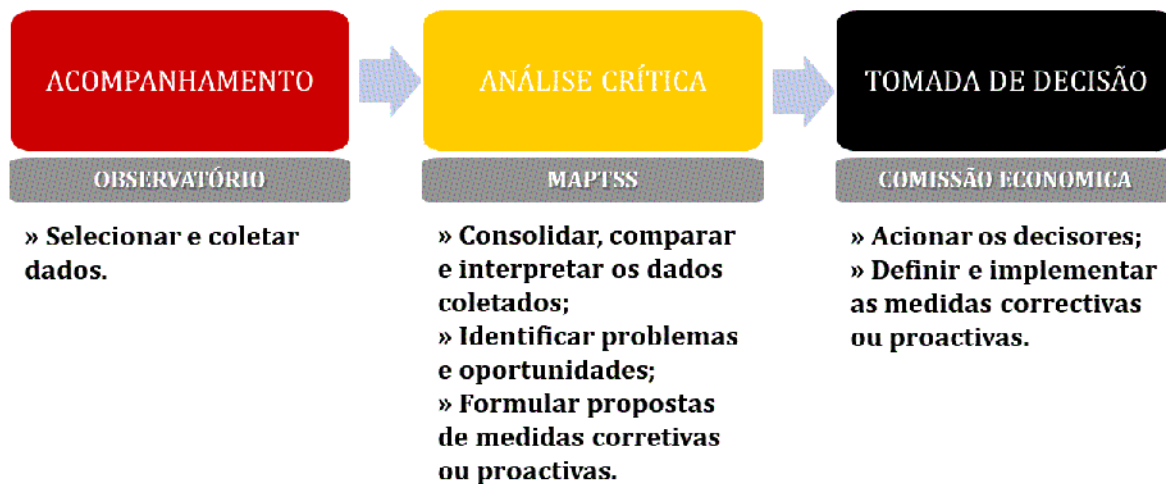 ACOMPANHAMENTO
OBSERVATÓRIO
» Selecionar e coletar
dados.
ANÁLISE CRÍTICA
MAPTSS
» Consolidar, comparar
e interpretar os dados
coletados;
» Identificar problemas
e oportunidades;
» Formular propostas
de medidas corretivas
ou proactivas.
TOMADA DE DECISÃO
COMISSÃO ECONOMICA
» Acionar os decisores;
» Definir e implementar
as medidas correctivas
ou proactivas.